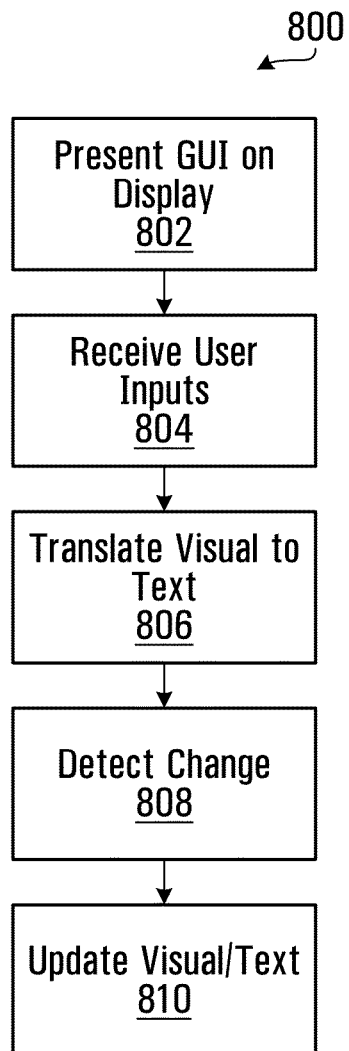 800
Present GUI on
Display
802
Receive User
Inputs
804
Translate Visual to
Text
806
Detect Change
808
Update Visual/Text
810